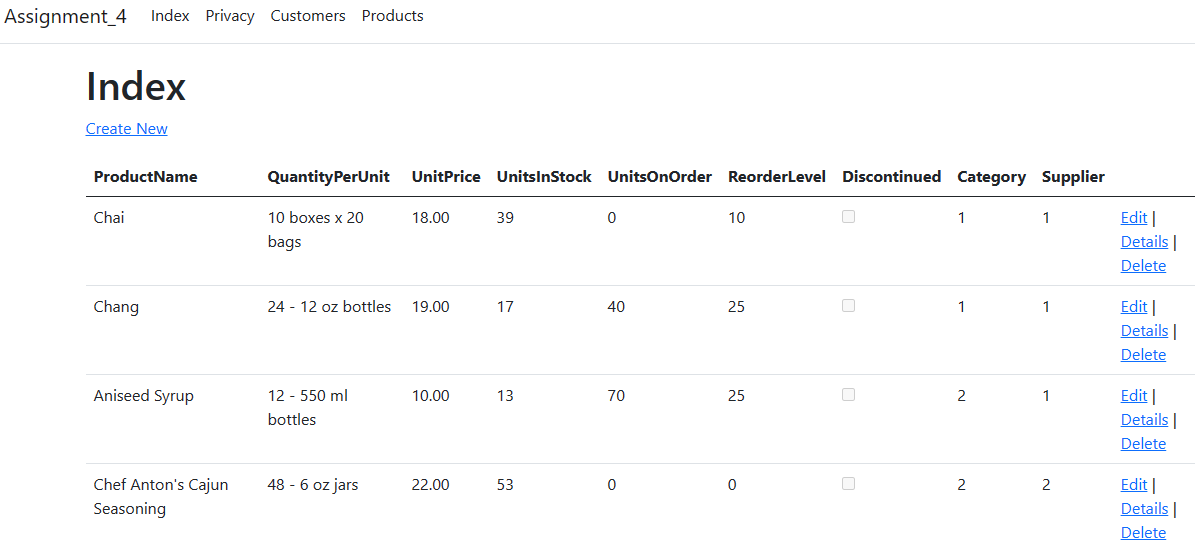 Assignment_4 Index Privacy Customers Products
Index
Create New
ProductName QuantityPerUnit UnitPrice UnitsInStock UnitsOnOrder ReorderLevel Discontinued Category Supplier
Chai 10 boxes x 20 18.00 39 0 10 1 1 Edit |
bags Details |
Delete
Chang 24 - 12 oz bottles 19.00 17 40 25 1 1 Edit |
Details |
Delete
Aniseed Syrup 12 - 550 ml 10.00 13 70 25 2 1 Edit |
bottles Details |
Delete
Chef Anton's Cajun 48 - 6 oz jars 22.00 53 0 0 2 2 Edit |
Seasoning Details |
Delete